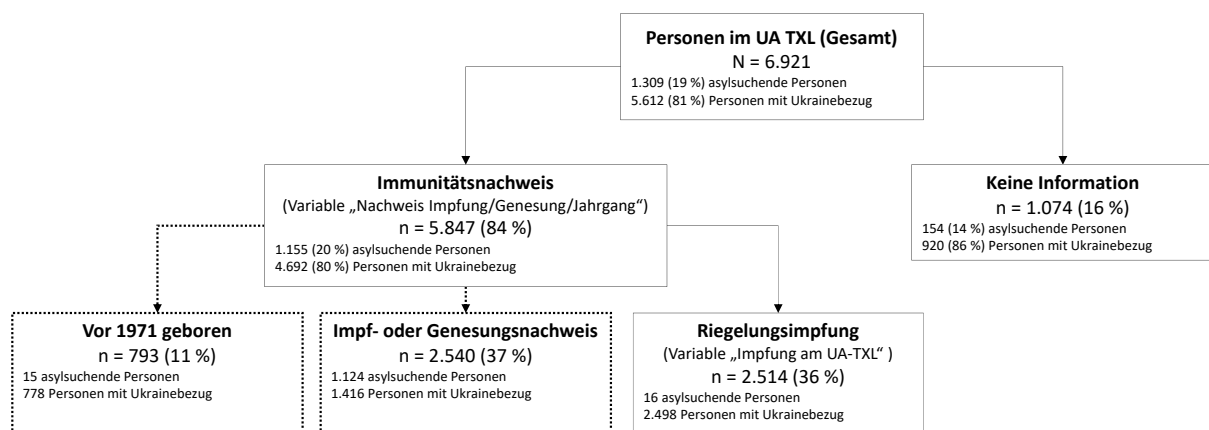 Personen im UA TXL (Gesamt)
N = 6.921
1.309 (19 %) asylsuchende Personen
5.612 (81 %) Personen mit Ukrainebezug
Immunitätsnachweis
(Variable „Nachweis Impfung/Genesung/Jahrgang“)
n = 5.847 (84 %)
1.155 (20 %) asylsuchende Personen
4.692 (80 %) Personen mit Ukrainebezug
Keine Information
n = 1.074 (16 %)
154 (14 %) asylsuchende Personen
920 (86 %) Personen mit Ukrainebezug
Vor 1971 geboren
n = 793 (11 %)
15 asylsuchende Personen
778 Personen mit Ukrainebezug
Impf- oder Genesungsnachweis
n = 2.540 (37 %)
1.124 asylsuchende Personen
1.416 Personen mit Ukrainebezug
Riegelungsimpfung
(Variable „Impfung am UA-TXL“ )
n = 2.514 (36 %)
16 asylsuchende Personen
2.498 Personen mit Ukrainebezug